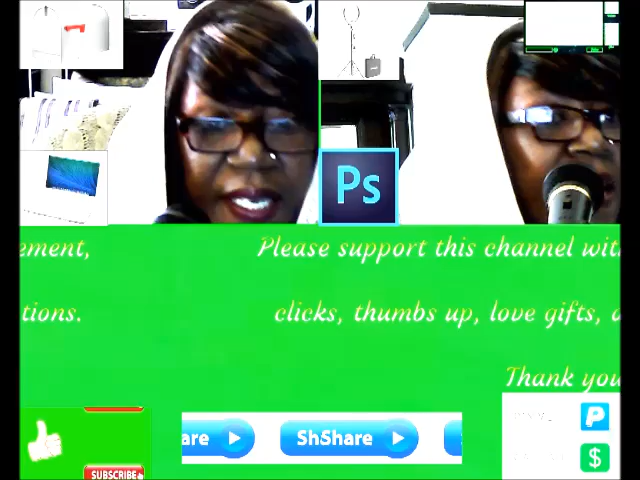 Ps
ement, Please support this channel wit
tions. clicks, thumbs up, love gifts, a
Thank you
are ShShare
SUBSCRIBE
P
$